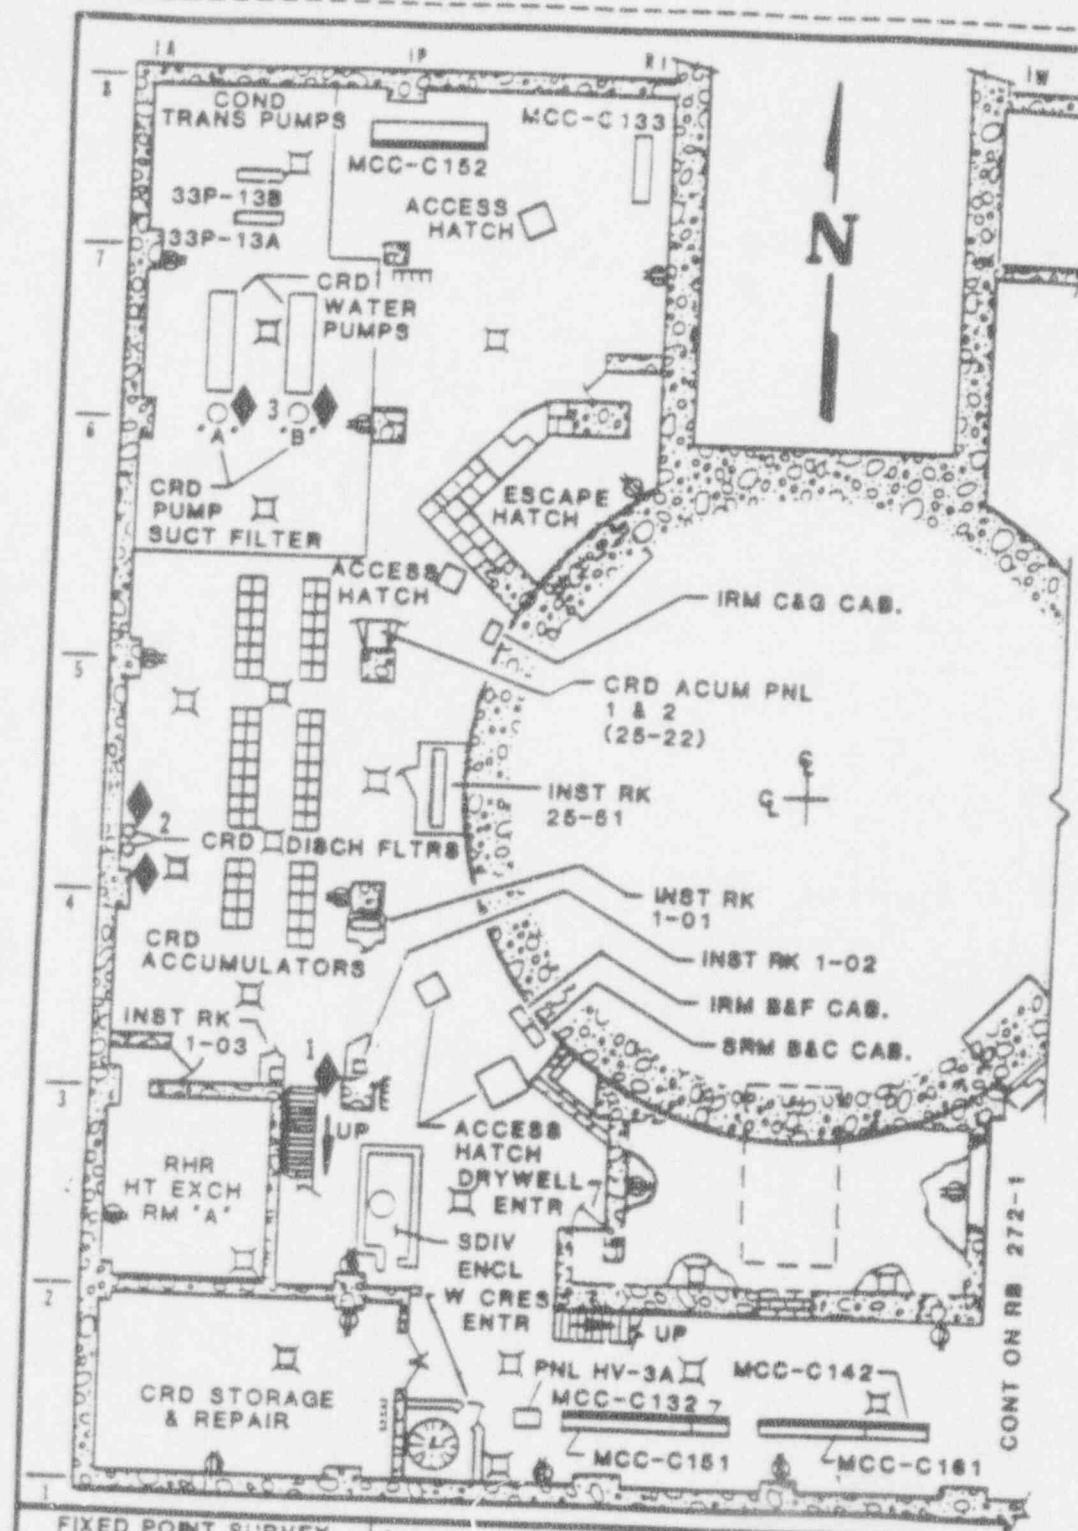 IA
IP
R I
IW
8
COND
TRANS PUMPS
MCC-C133
MCC-C152
33P-13B
33P-13A
ACCESS
HATCH
N
7
CRD
WATER
PUMPS
6
3
"A"
"B"
CRD
PUMP
SUCT FILTER
ESCAPE
HATCH
ACCESS
HATCH
IRM C&G CAB.
5
CRD ACUM PNL
1 & 2
(25-22)
INST RK
25-51
2
CRD DISCH FLTRS
4
INST RK
1-01
CRD
ACCUMULATORS
INST RK 1-02
IRM B&F CAB.
SRM B&C CAB.
INST RK
1-03
1
3
UP
ACCESS
HATCH
DRYWELL
ENTR
RHR
HT EXCH
RM "A"
SDIV
ENCL
W CRES
ENTR
2
UP
CRD STORAGE
& REPAIR
PNL HV-3A
MCC-C142
MCC-C132
MCC-C151
MCC-C161
CONT ON RB 272-1
1
FIXED POINT SURVEY